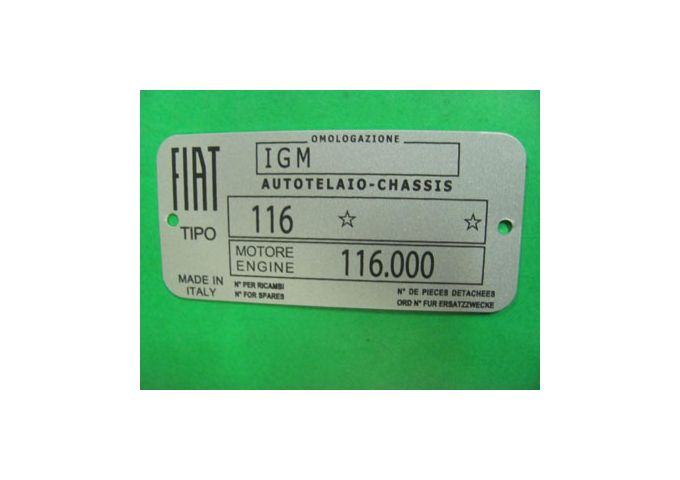 OMOLOGAZIONE
FIAT
IGM
AUTOTELAIO-CHASSIS
TIPO
116 ☆ ☆
MOTORE
ENGINE
116.000
MADE IN
ITALY
N° PER RICAMBI
N° FOR SPARES
N° DE PIECES DETACHEES
ORD N° FUR ERSATZZWECKE